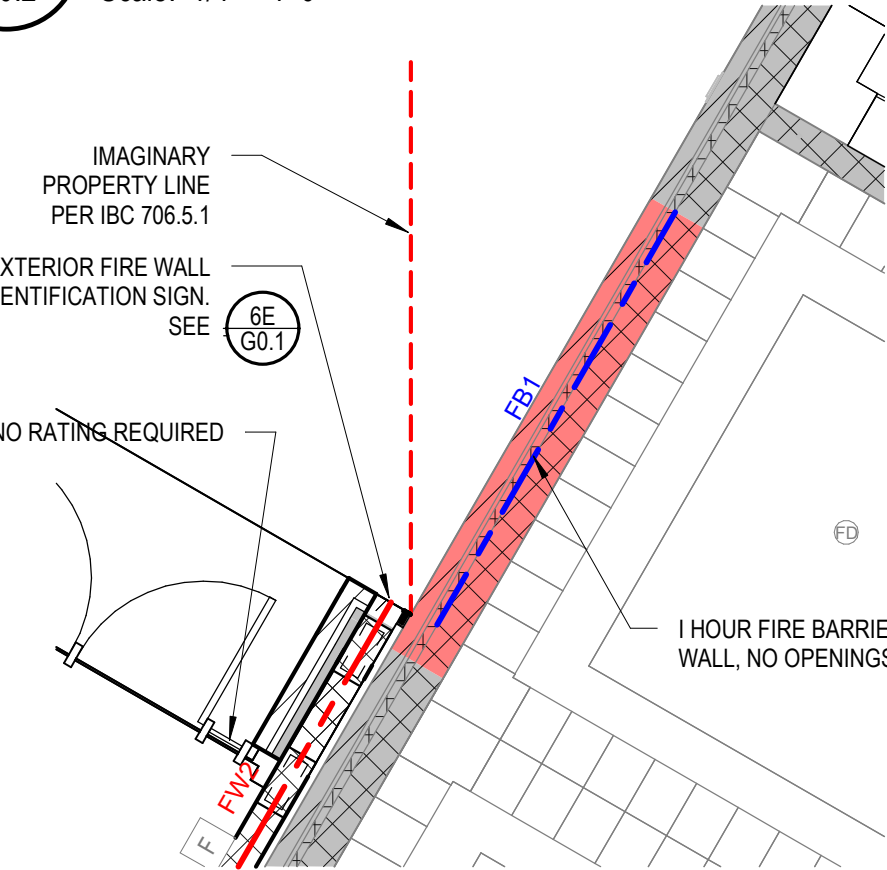 IMAGINARY
PROPERTY LINE
PER IBC 706.5.1
XTERIOR FIRE WALL
ENTIFICATION SIGN.
SEE
6E
G0.1
FB1
NO RATING REQUIRED
FD
I HOUR FIRE BARRIE
WALL, NO OPENINGS
FW2
F